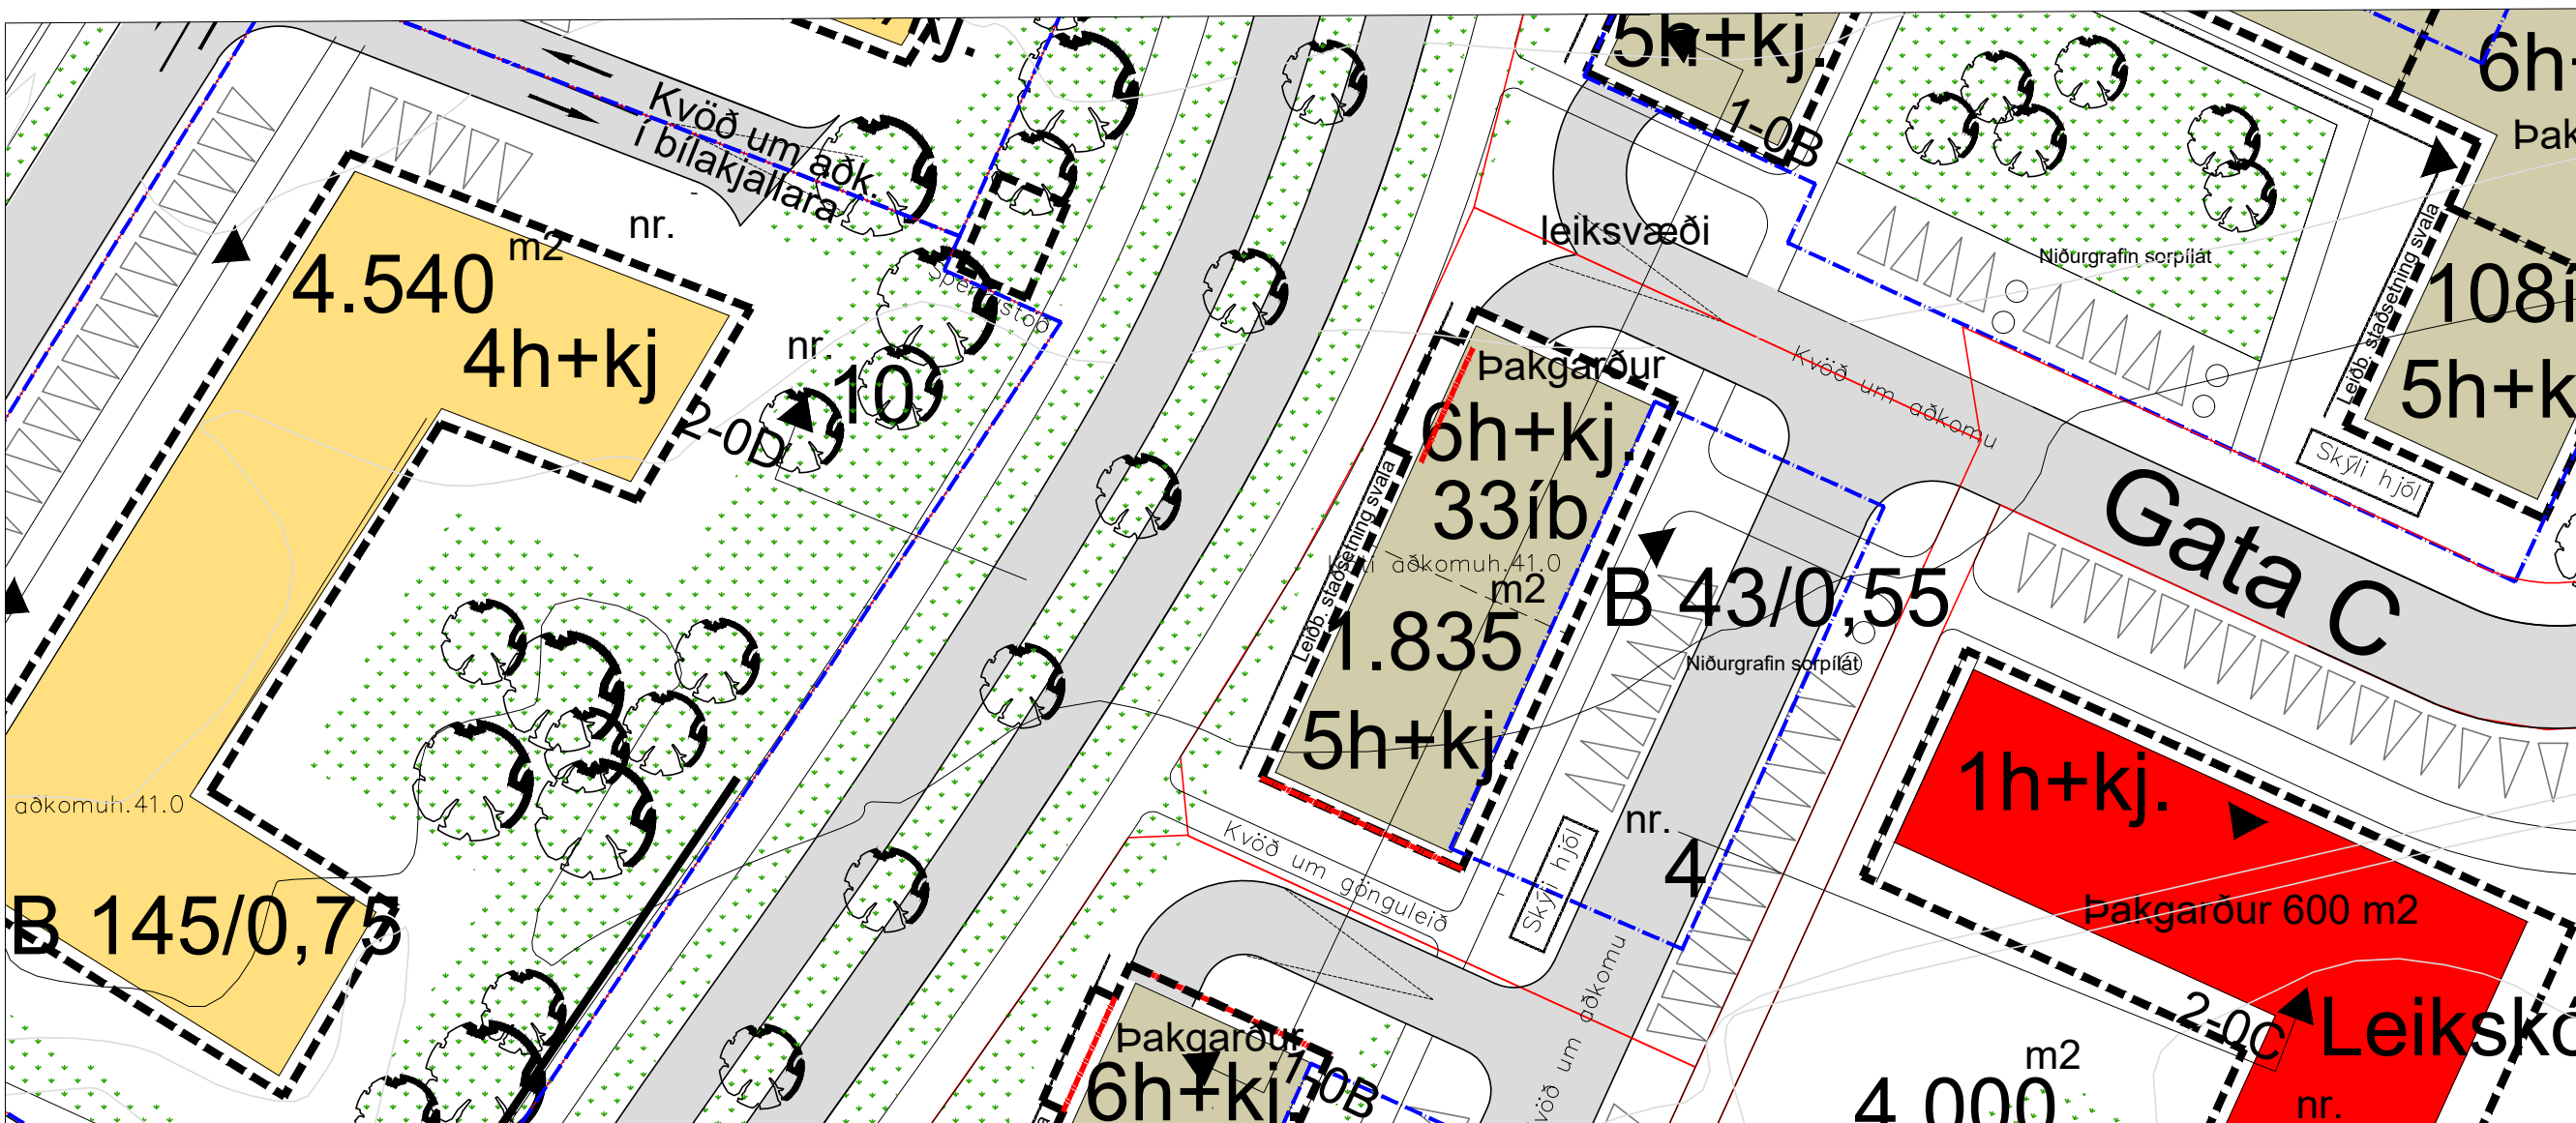 kj.
5h+kj.
6h+
Kvöð um aðk.
í bílakjallara
1-0B
nr.
leiksvæði
Niðurgrafin sorpílát
4.540 m2
4h+kj
nr.
10
2-0D
Þakgarður
6h+kj.
33íb
aðkomuh.41.0
m2
1.835
5h+kj
Leiðb. staðsetning svala
Kvöð um aðkomu
Leiðb. staðsetning svala
5h+k
Skýli hjól
Gata C
B 43/0,55
Niðurgrafin sorpílát
nr.
4
Skýli hjól
Kvöð um gönguleið
1h+kj.
Þakgarður 600 m2
aðkomuh.41.0
B 145/0,75
um aðkomu
Þakgarður
6h+kj
1-0B
2-0C
m2
4.000
nr.